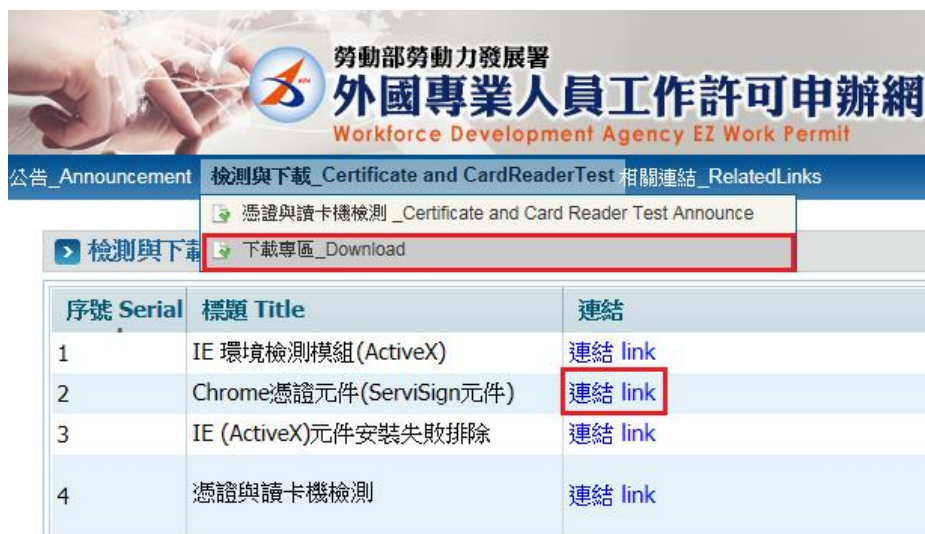 勞動部勞動力發展署
外國專業人員工作許可申辦網
Workforce Development Agency EZ Work Permit
公告_Announcement 檢測與下載_Certificate and CardReaderTest 相關連結_RelatedLinks
憑證與讀卡機檢測 _Certificate and Card Reader Test Announce
下載專區_Download
檢測與下載
序號 Serial 標題 Title 連結
1 IE 環境檢測模組(ActiveX) 連結 link
2 Chrome憑證元件(ServiSign元件) 連結 link
3 IE (ActiveX)元件安裝失敗排除 連結 link
4 憑證與讀卡機檢測 連結 link